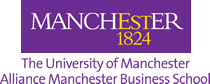 MANCHESTER
1824
The University of Manchester
Alliance Manchester Business School